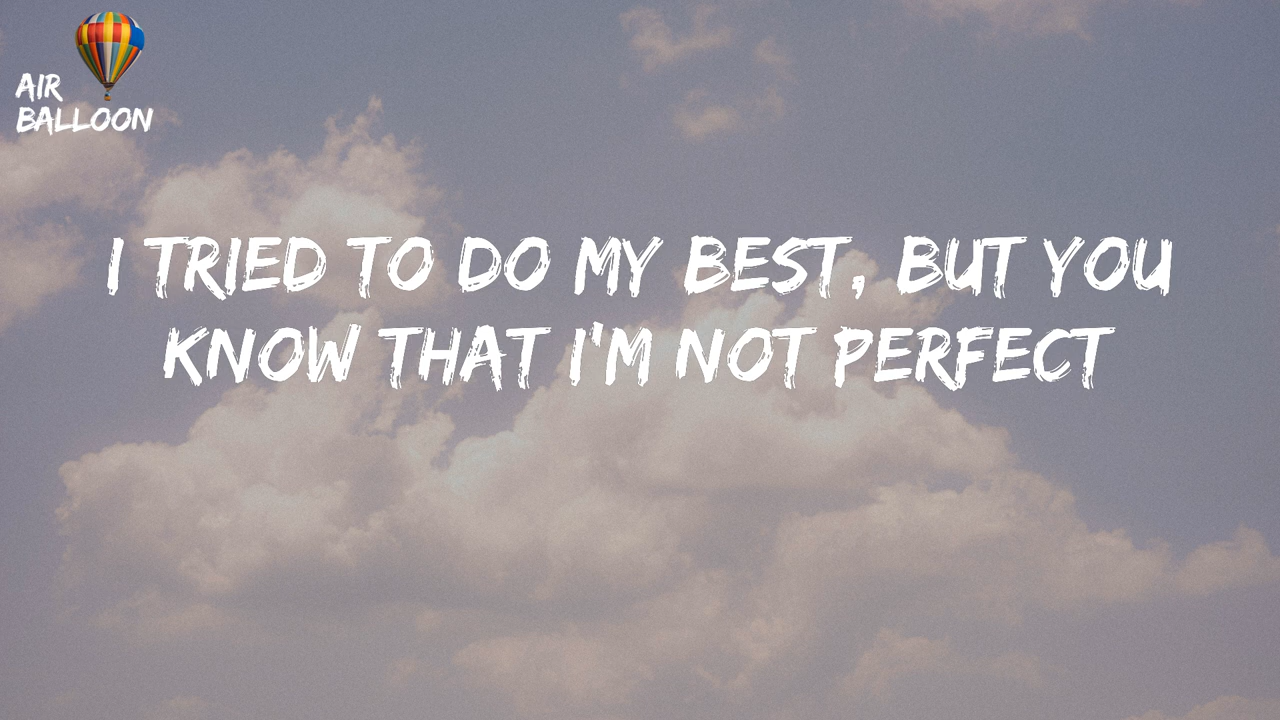 AIR
BALLOON
I TRIED TO DO MY BEST, BUT YOU
KNOW THAT I'M NOT PERFECT